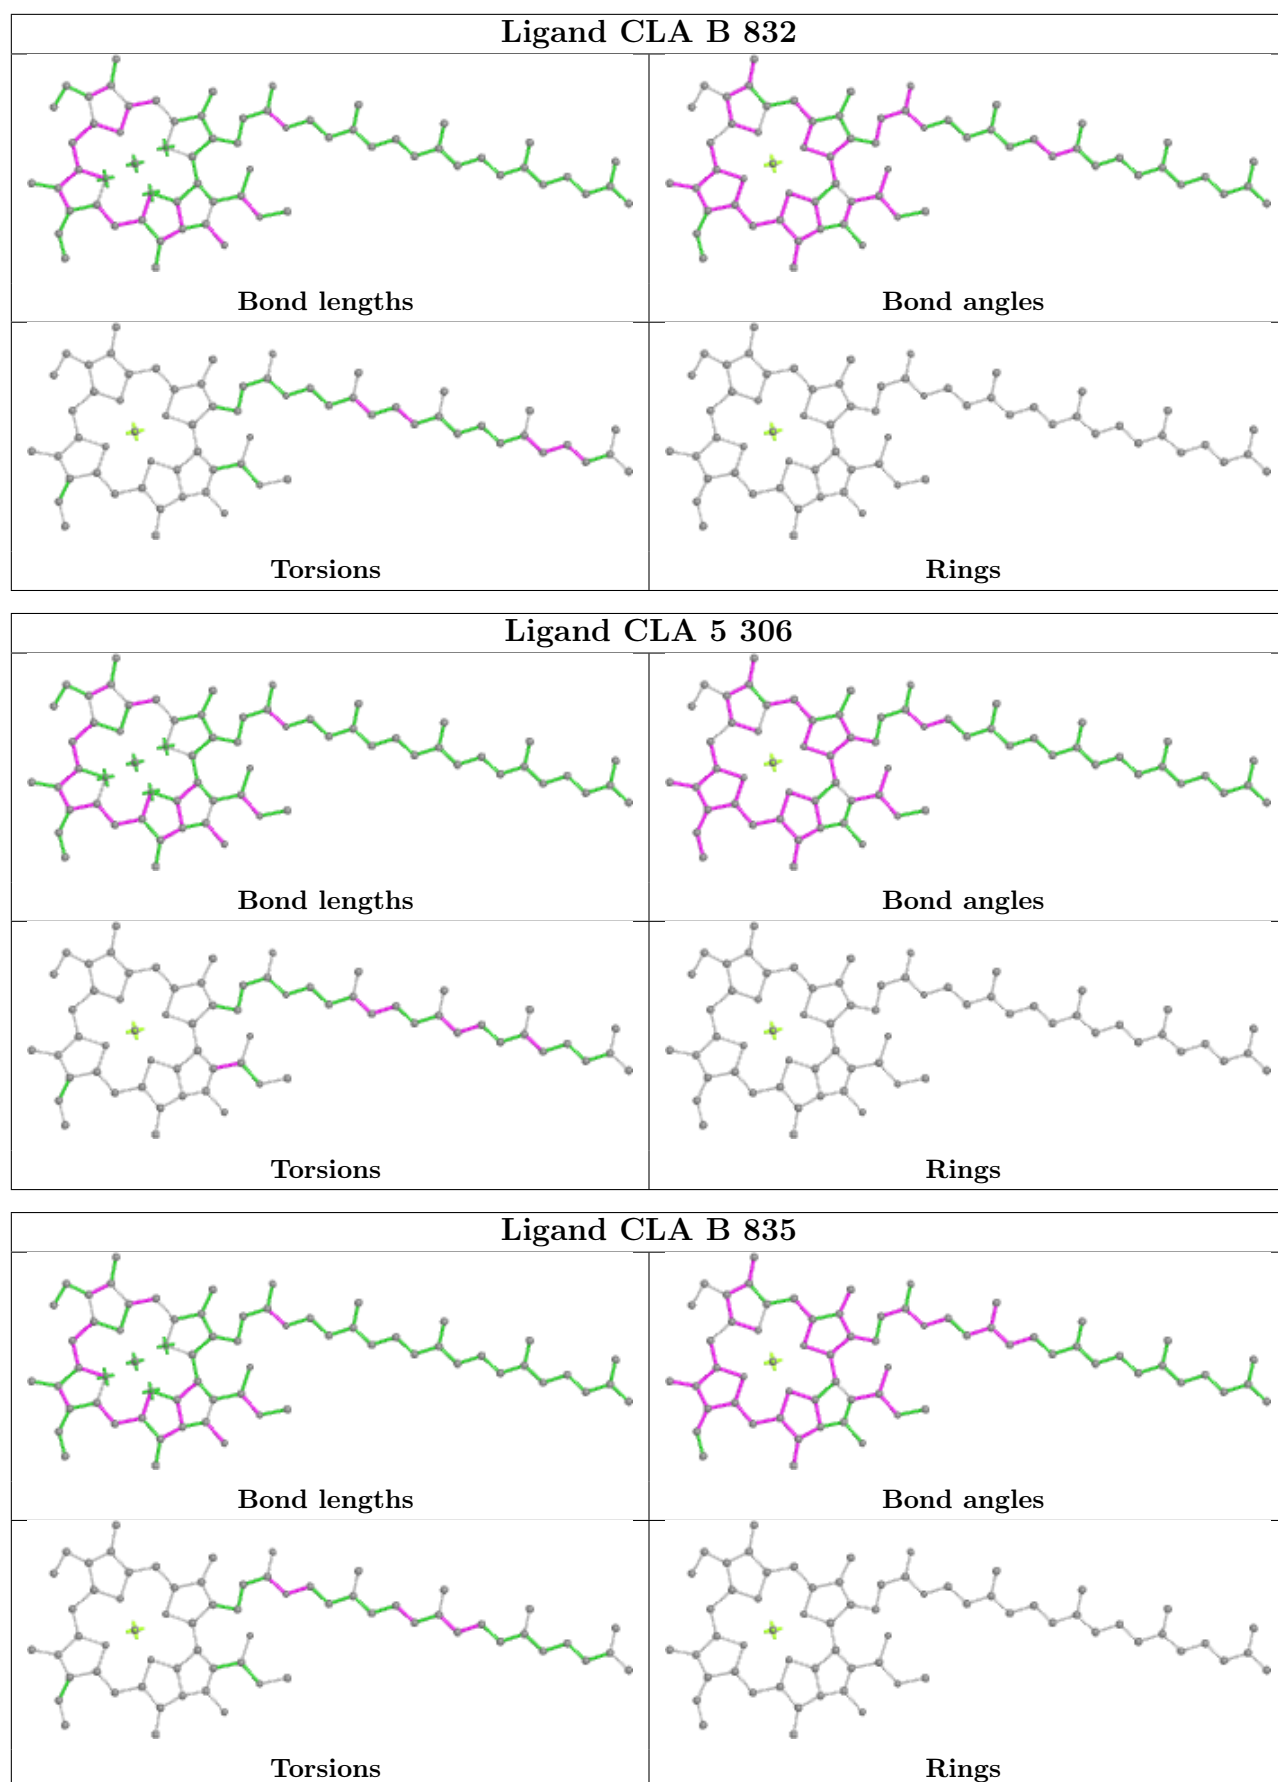 Ligand CLA B 832
Bond lengths
Bond angles
Torsions
Rings
Ligand CLA 5 306
Bond lengths
Bond angles
Torsions
Rings
Ligand CLA B 835
Bond lengths
Bond angles
Torsions
Rings